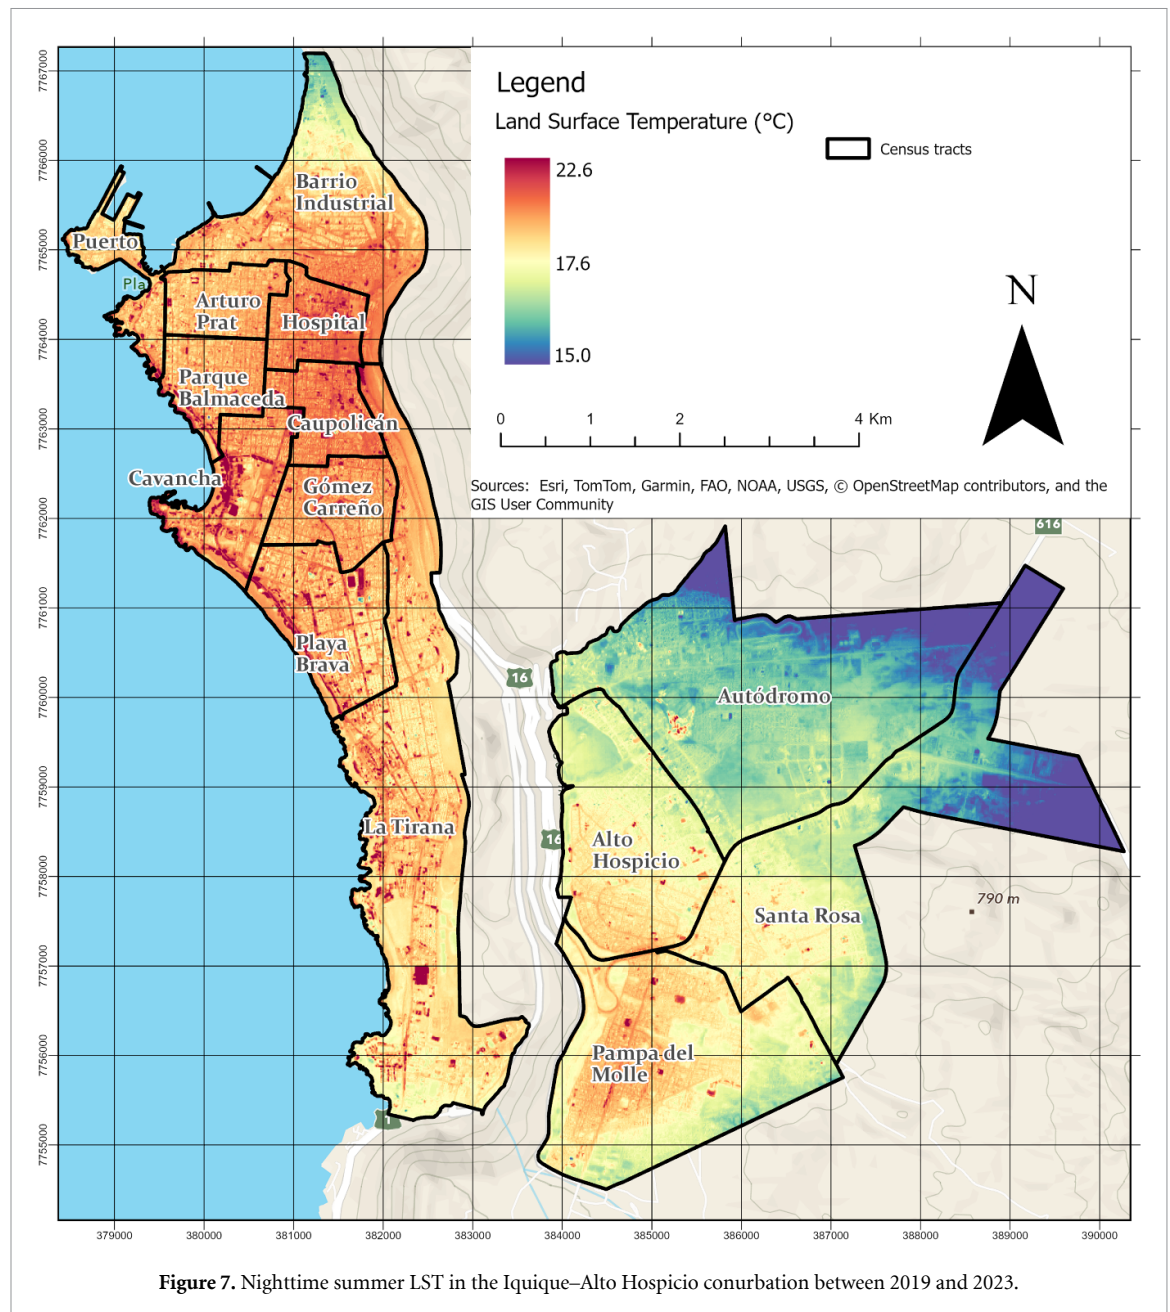 Legend
Land Surface Temperature (°C)
22.6
17.6
15.0
Census tracts
N
0 1 2 4 Km
Sources: Esri, TomTom, Garmin, FAO, NOAA, USGS, © OpenStreetMap contributors, and the
GIS User Community
7767000
7766000
7765000
7764000
7763000
7762000
7761000
7760000
7759000
7758000
7757000
7756000
7755000
Barrio
Industrial
Puerto
Pla
Arturo
Prat
Hospital
Parque
Balmaceda
Caupolicán
Cavancha
Gómez
Carreño
Playa
Brava
La Tirana
616
16
16
1
Autódromo
Alto
Hospicio
Santa Rosa
790 m
Pampa del
Molle
379000 380000 381000 382000 383000 384000 385000 386000 387000 388000 389000 390000
Figure 7. Nighttime summer LST in the Iquique–Alto Hospicio conurbation between 2019 and 2023.